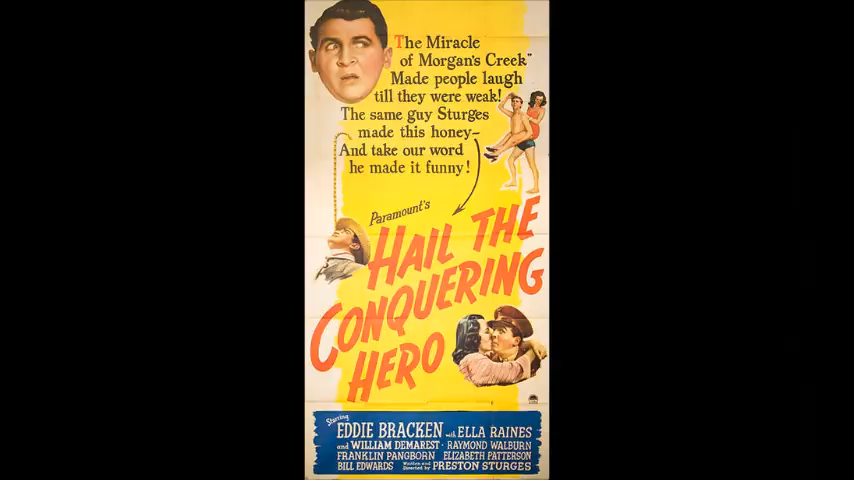 The Miracle
of Morgan's Creek"
Made people laugh
till they were weak!
The same guy Sturges
made this honey—
And take our word
he made it funny!
Paramount's
HAIL THE
CONQUERING
HERO
Starring
EDDIE BRACKEN with ELLA RAINES
and WILLIAM DEMAREST · RAYMOND WALBURN
FRANKLIN PANGBORN ELIZABETH PATTERSON
BILL EDWARDS Written and Directed by PRESTON STURGES